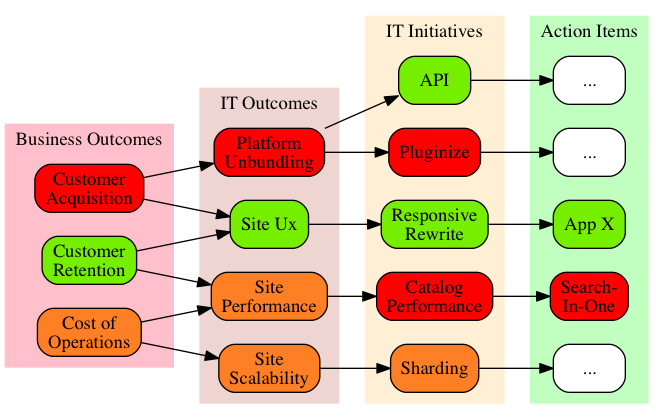 Business Outcomes
Customer
Acquisition
Customer
Retention
Cost of
Operations
IT Outcomes
Platform
Unbundling
Site Ux
Site
Performance
Site
Scalability
IT Initiatives
API
Pluginize
Responsive
Rewrite
Catalog
Performance
Sharding
Action Items
...
...
App X
Search-
In-One
...